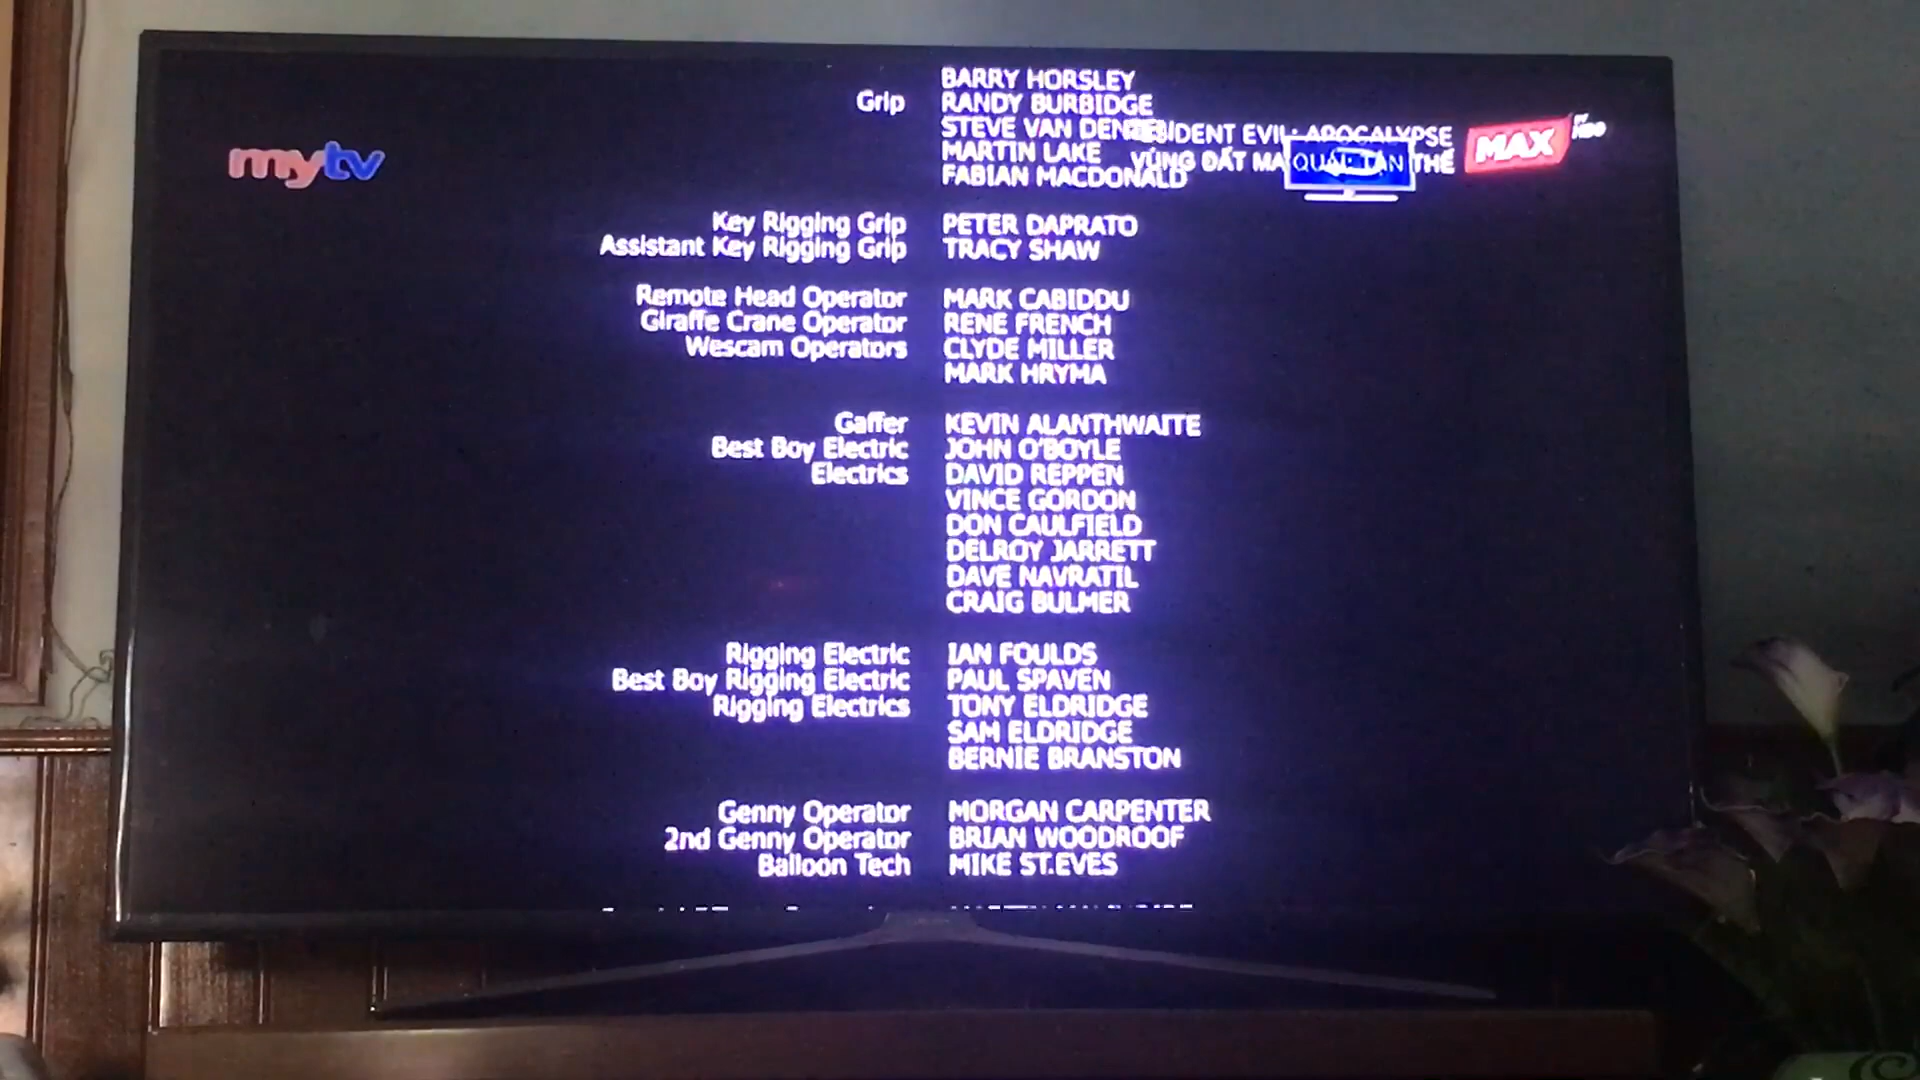 BARRY HORSLEY
Grip RANDY BURBIDGE
STEVE VAN
MARTIN LAKE
FABIAN MACDONALD
RESIDENT EVIL: APOCALYPSE
VÙNG ĐẤT MA QUÁI: TẬN THẾ
MAX
BY HBO
mytv
Key Rigging Grip PETER DAPRATO
Assistant Key Rigging Grip TRACY SHAW
Remote Head Operator MARK CABIDDU
Giraffe Crane Operator RENE FRENCH
Wescam Operators CLYDE MILLER
MARK HRYMA
Gaffer KEVIN ALANTHWAITE
Best Boy Electric JOHN O'BOYLE
Electrics DAVID REPPEN
VINCE GORDON
DON CAULFIELD
DELROY JARRETT
DAVE NAVRATIL
CRAIG BULMER
Rigging Electric IAN FOULDS
Best Boy Rigging Electric PAUL SPAVEN
Rigging Electrics TONY ELDRIDGE
SAM ELDRIDGE
BERNIE BRANSTON
Genny Operator MORGAN CARPENTER
2nd Genny Operator BRIAN WOODROOF
Balloon Tech MIKE ST.EVES